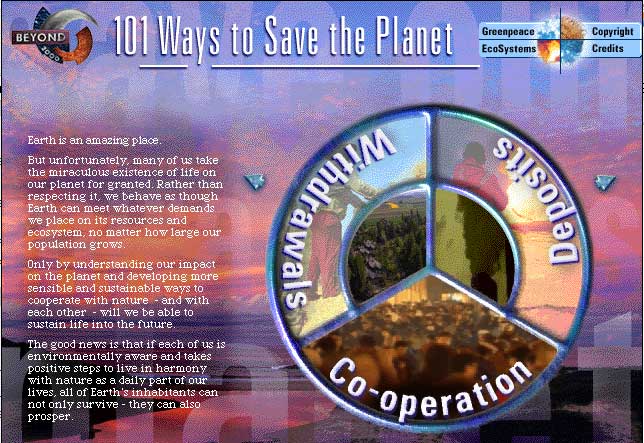 BEYOND
2000
101 Ways to Save the Planet
Greenpeace
Copyright
EcoSystems
Credits
Earth is an amazing place.
But unfortunately, many of us take
the miraculous existence of life on
our planet for granted. Rather than
respecting it, we behave as though
Earth can meet whatever demands
we place on its resources and
ecosystem, no matter how large our
population grows.
Only by understanding our impact
on the planet and developing more
sensible and sustainable ways to
cooperate with nature - and with
each other - will we be able to
sustain life into the future.
The good news is that if each of us is
environmentally aware and takes
positive steps to live in harmony
with nature as a daily part of our
lives, all of Earth's inhabitants can
not only survive - they can also
prosper.
Withdrawals
Deposits
Co-operation